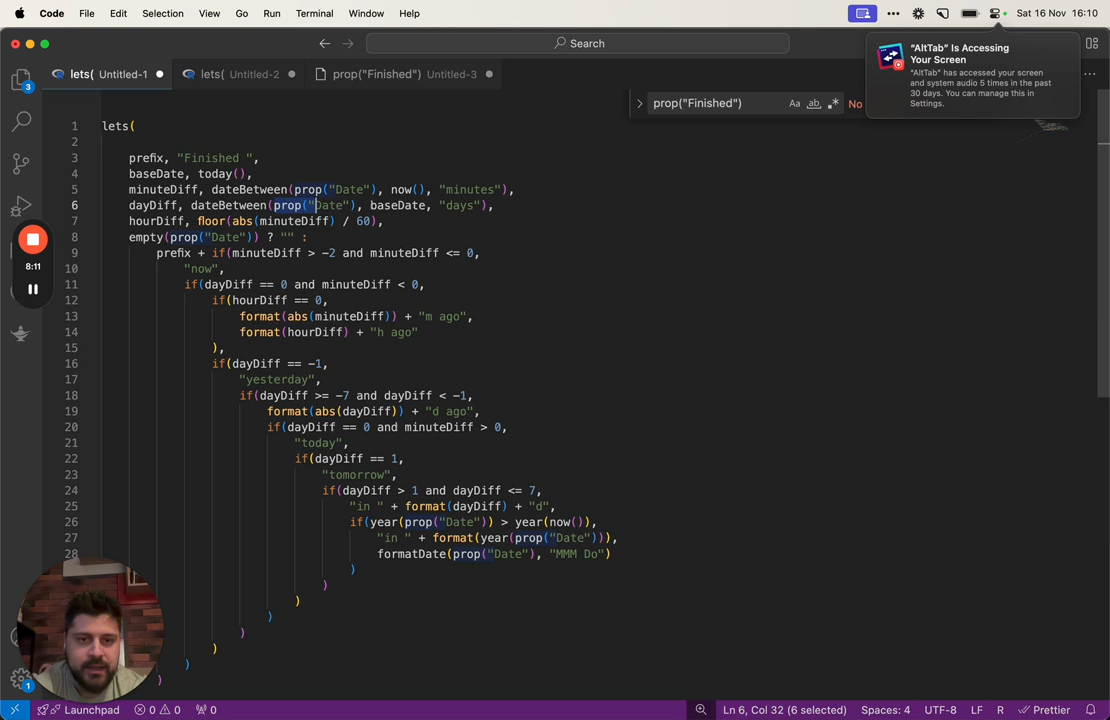 Code File Edit Selection View Go Run Terminal Window Help Sat 16 Nov 16:10
Search
"AltTab" Is Accessing
Your Screen
"AltTab" has accessed your screen
and system audio 5 times in the past
30 days. You can manage this in
Settings.
lets( Untitled-1 lets( Untitled-2 prop("Finished") Untitled-3
prop("Finished") Aa ab No
1 lets(
2
3 prefix, "Finished ",
4 baseDate, today(),
5 minuteDiff, dateBetween(prop("Date"), now(), "minutes"),
6 dayDiff, dateBetween(prop("Date"), baseDate, "days"),
7 hourDiff, floor(abs(minuteDiff) / 60),
8 empty(prop("Date")) ? "" :
9 prefix + if(minuteDiff > -2 and minuteDiff <= 0,
10 "now",
11 if(dayDiff == 0 and minuteDiff < 0,
12 if(hourDiff == 0,
13 format(abs(minuteDiff)) + "m ago",
14 format(hourDiff) + "h ago"
15 ),
16 if(dayDiff == -1,
17 "yesterday",
18 if(dayDiff >= -7 and dayDiff < -1,
19 format(abs(dayDiff)) + "d ago",
20 if(dayDiff == 0 and minuteDiff > 0,
21 "today",
22 if(dayDiff == 1,
23 "tomorrow",
24 if(dayDiff > 1 and dayDiff <= 7,
25 "in " + format(dayDiff) + "d",
26 if(year(prop("Date")) > year(now()),
27 "in " + format(year(prop("Date"))),
28 formatDate(prop("Date"), "MMM Do")
)
)
)
)
)
)
)
)
3
8:11
1
Launchpad 0 0 0 Ln 6, Col 32 (6 selected) Spaces: 4 UTF-8 LF R Prettier